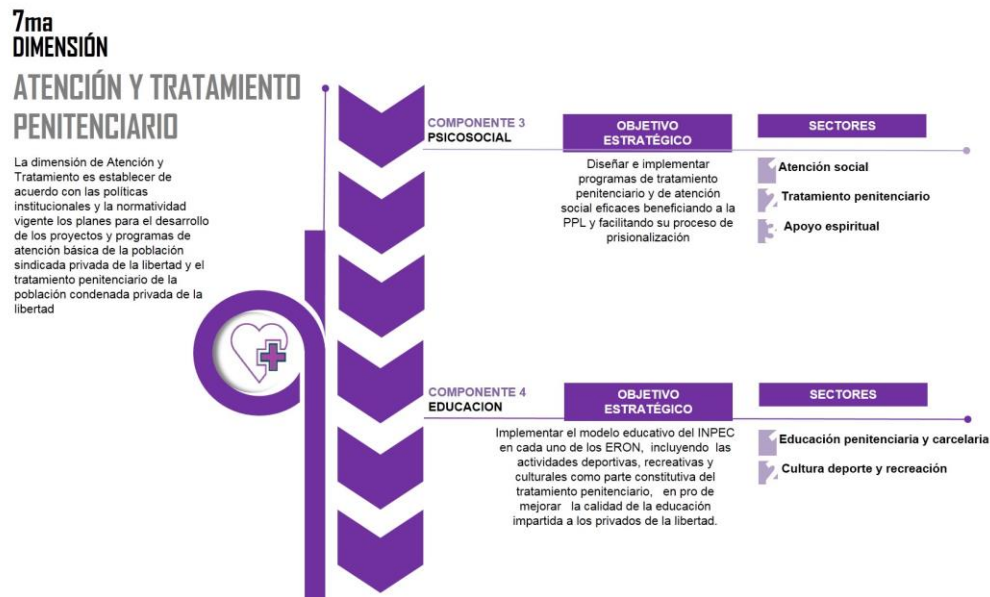 7ma
DIMENSIÓN
ATENCIÓN Y TRATAMIENTO
PENITENCIARIO
La dimensión de Atención y
Tratamiento es establecer de
acuerdo con las políticas
institucionales y la normatividad
vigente los planes para el desarrollo
de los proyectos y programas de
atención básica de la población
sindicada privada de la libertad y el
tratamiento penitenciario de la
población condenada privada de la
libertad
COMPONENTE 3
PSICOSOCIAL
OBJETIVO
ESTRATÉGICO
Diseñar e implementar
programas de tratamiento
penitenciario y de atención
social eficaces beneficiando a la
PPL y facilitando su proceso de
prisionalización
SECTORES
1 Atención social
2 Tratamiento penitenciario
3 Apoyo espiritual
COMPONENTE 4
EDUCACION
OBJETIVO
ESTRATÉGICO
Implementar el modelo educativo del INPEC
en cada uno de los ERON, incluyendo las
actividades deportivas, recreativas y
culturales como parte constitutiva del
tratamiento penitenciario, en pro de
mejorar la calidad de la educación
impartida a los privados de la libertad.
SECTORES
1 Educación penitenciaria y carcelaria
2 Cultura deporte y recreación